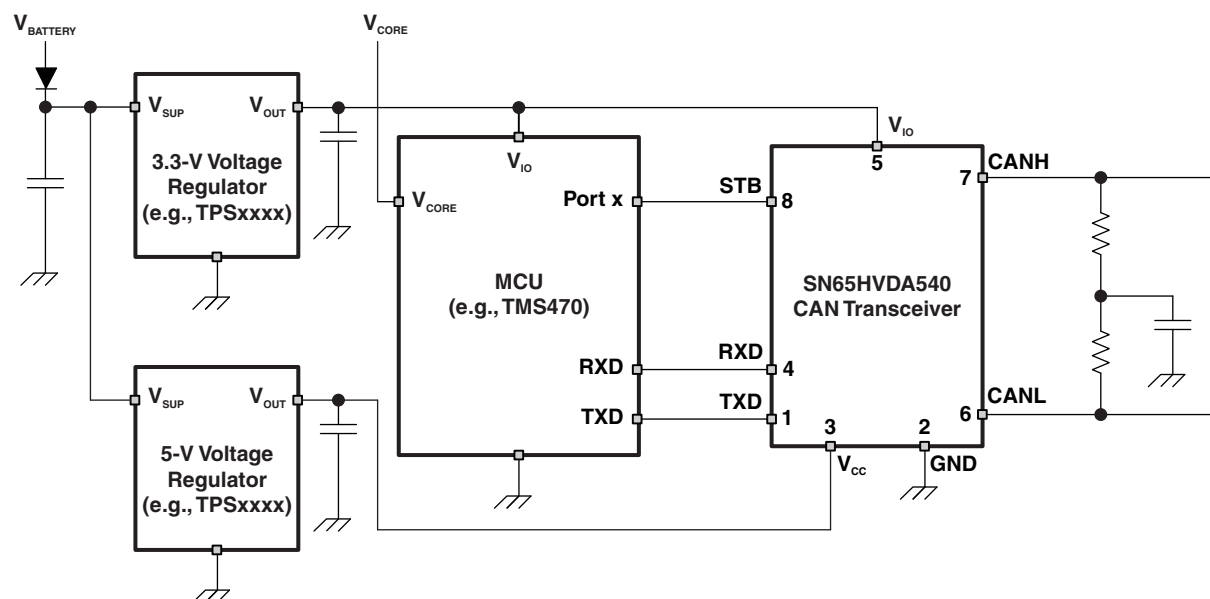 VBATTERY
VCORE
VSUP
VOUT
3.3-V Voltage
Regulator
(e.g., TPSxxxx)
VIO
VCORE
Port x
MCU
(e.g., TMS470)
RXD
TXD
STB
RXD
TXD
VIO
5
8
4
1
7
6
3
2
CANH
CANL
SN65HVDA540
CAN Transceiver
VCC
GND
VSUP
VOUT
5-V Voltage
Regulator
(e.g., TPSxxxx)